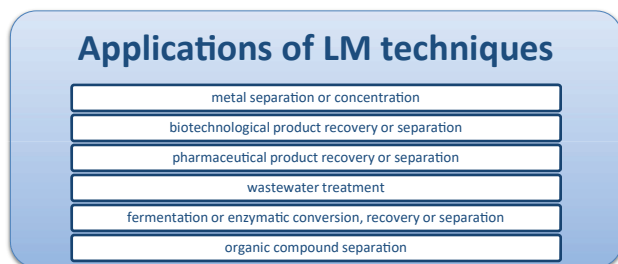 Applications of LM techniques
metal separation or concentration
biotechnological product recovery or separation
pharmaceutical product recovery or separation
wastewater treatment
fermentation or enzymatic conversion, recovery or separation
organic compound separation